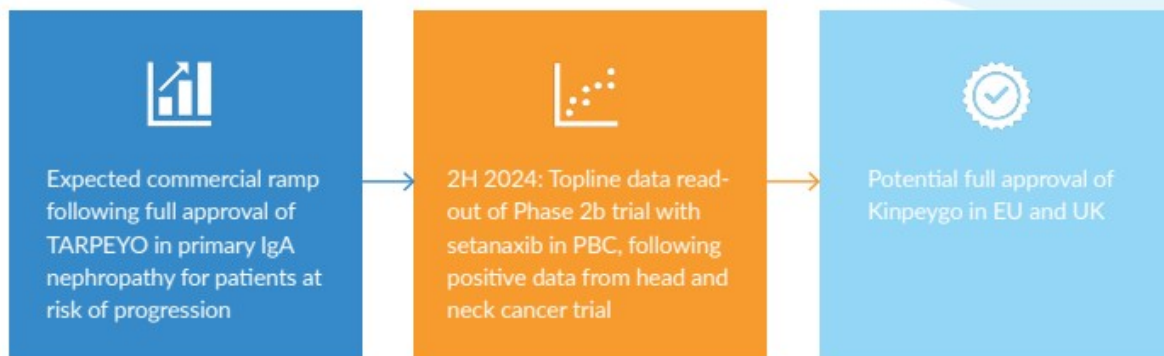 Expected commercial ramp
following full approval of
TARPEYO in primary IgA
nephropathy for patients at
risk of progression
2H 2024: Topline data read-
out of Phase 2b trial with
setanaxib in PBC, following
positive data from head and
neck cancer trial
Potential full approval of
Kinpeygo in EU and UK